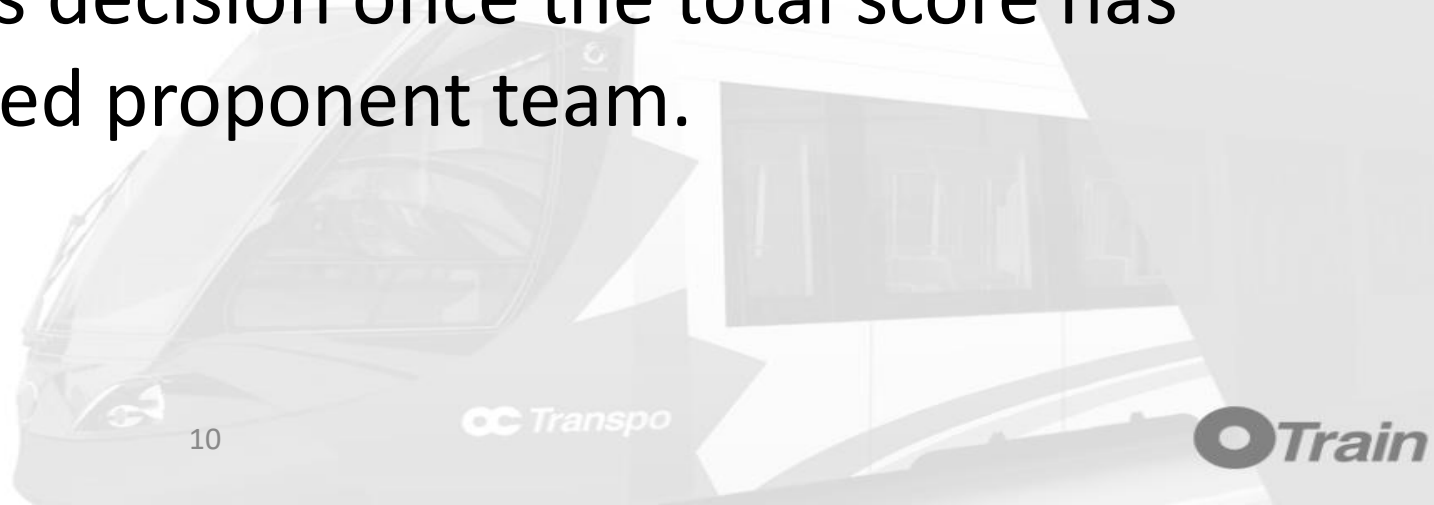 s decision once the total score has
ed proponent team.
OC Transpo
10
OTrain